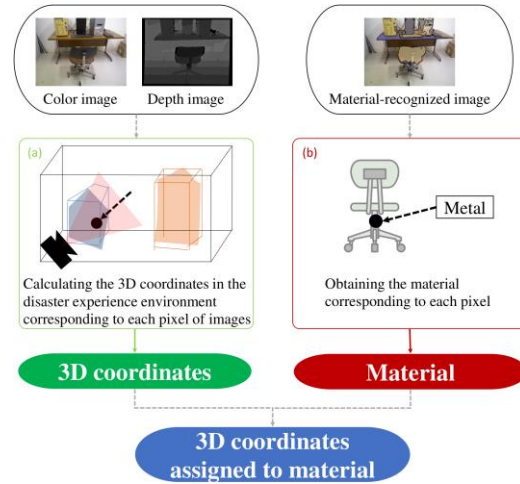 Color image
Depth image
Material-recognized image
(a)
Calculating the 3D coordinates in the
disaster experience environment
corresponding to each pixel of images
(b)
Metal
Obtaining the material
corresponding to each pixel
3D coordinates
Material
3D coordinates
assigned to material